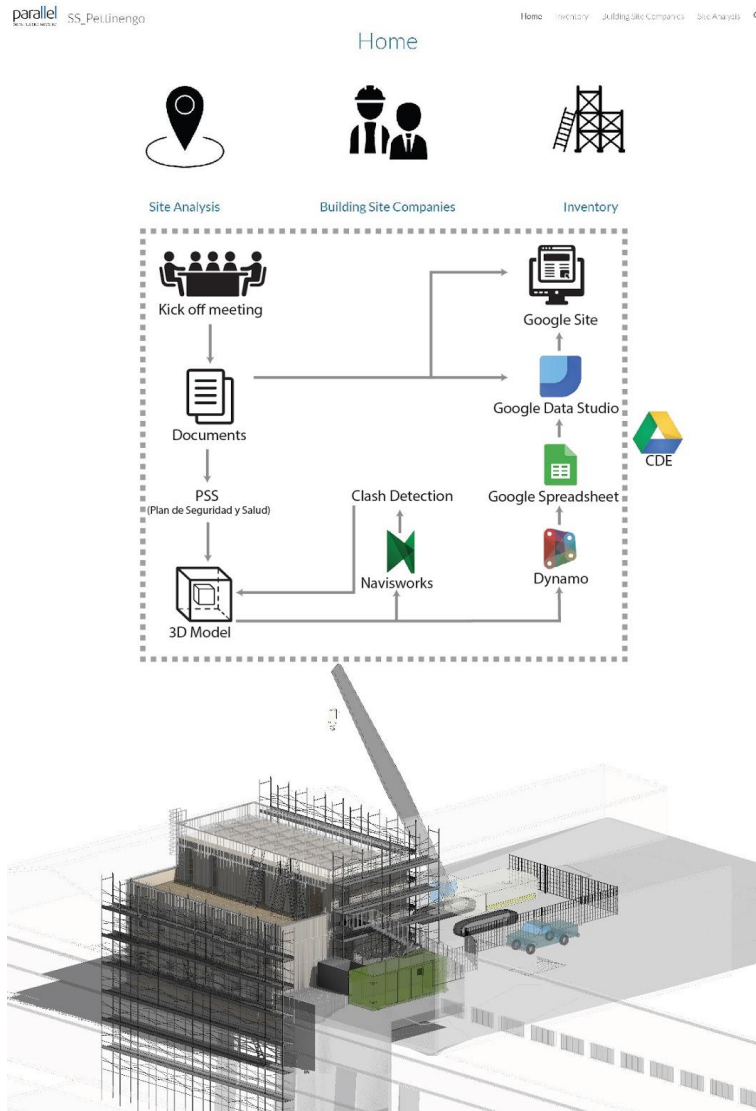 parallel
SS_Pettinengo
Home Inventory Building Site Companies Site Analysis
Home
Site Analysis Building Site Companies Inventory
Kick off meeting
Google Site
Google Data Studio
Documents
CDE
PSS
(Plan de Seguridad y Salud)
Clash Detection
Google Spreadsheet
Navisworks
Dynamo
3D Model